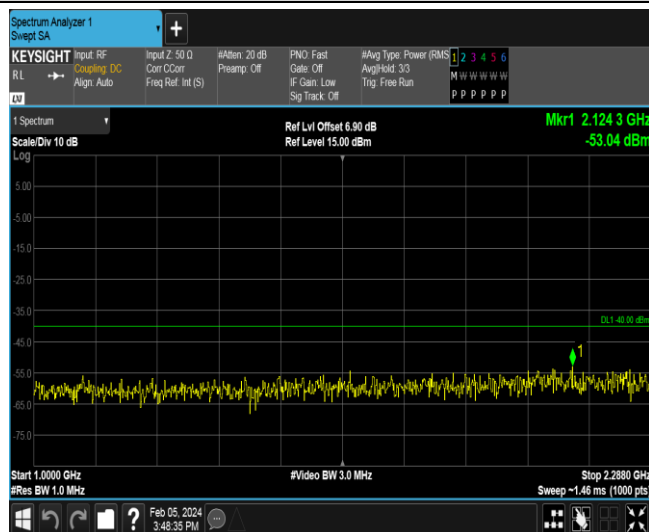 Spectrum Analyzer 1
Swept SA
KEYSIGHT
RL
LXI
Input: RF
Coupling: DC
Align: Auto
Input Z: 50 Ω
Corr CCorr
Freq Ref: Int (S)
#Atten: 20 dB
Preamp: Off
PNO: Fast
Gate: Off
IF Gain: Low
Sig Track: Off
#Avg Type: Power (RMS
Avg|Hold: 3/3
Trig: Free Run
1 2 3 4 5 6
M W W W W W
P P P P P P
1 Spectrum
Scale/Div 10 dB
Log
Ref Lvl Offset 6.90 dB
Ref Level 15.00 dBm
Mkr1 2.124 3 GHz
-53.04 dBm
5.00
-5.00
-15.0
-25.0
-35.0
-45.0
-55.0
-65.0
-75.0
DL1 -40.00 dBm
1
Start 1.0000 GHz
#Res BW 1.0 MHz
#Video BW 3.0 MHz
Stop 2.2880 GHz
Sweep ~1.46 ms (1000 pts)
?
Feb 05, 2024
3:48:35 PM